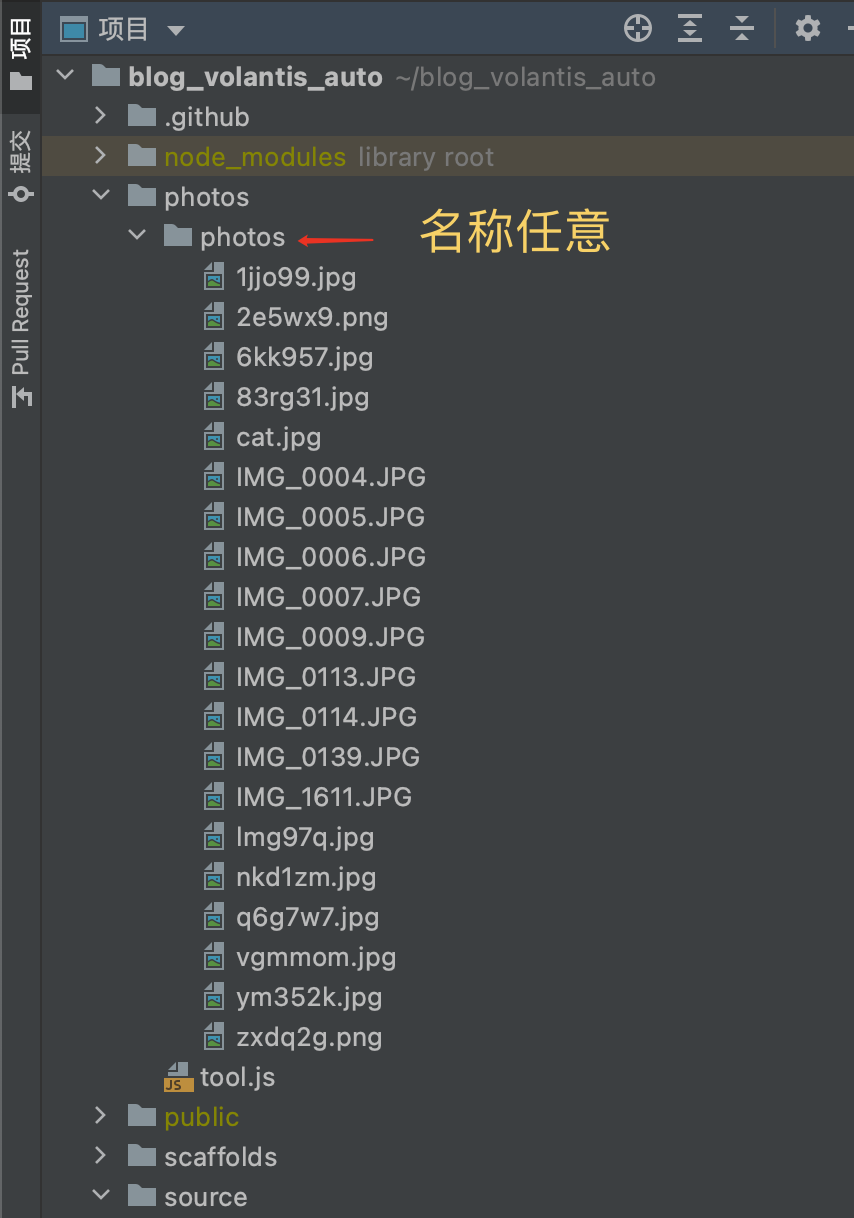 项目
项目
blog_volantis_auto ~/blog_volantis_auto
.github
提交
node_modules library root
photos
photos 名称任意
Pull Request
1jjo99.jpg
2e5wx9.png
6kk957.jpg
83rg31.jpg
cat.jpg
IMG_0004.JPG
IMG_0005.JPG
IMG_0006.JPG
IMG_0007.JPG
IMG_0009.JPG
IMG_0113.JPG
IMG_0114.JPG
IMG_0139.JPG
IMG_1611.JPG
lmg97q.jpg
nkd1zm.jpg
q6g7w7.jpg
vgmmom.jpg
ym352k.jpg
zxdq2g.png
JS tool.js
public
scaffolds
source